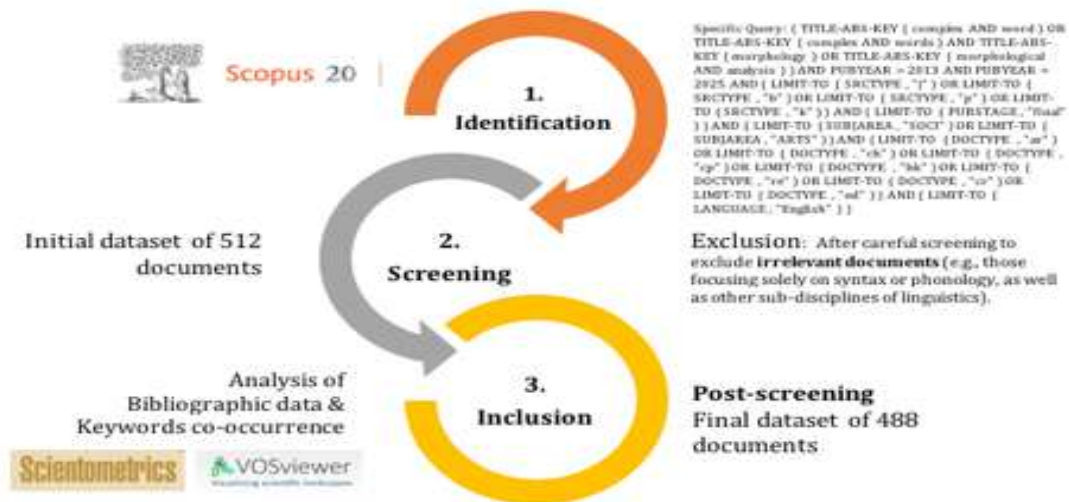 Scopus 20
1.
Identification
Specific Query: ( TITLE-ABS-KEY ( complex AND word ) OR
TITLE-ABS-KEY ( complex AND words ) AND TITLE-ABS-
KEY ( morphology ) OR TITLE-ABS-KEY ( morphological
AND analysis ) ) AND PUBYEAR > 2013 AND PUBYEAR <
2025 AND ( LIMIT-TO ( SRCTYPE , "j" ) OR LIMIT-TO (
SRCTYPE , "b" ) OR LIMIT-TO ( SRCTYPE , "p" ) OR LIMIT-
TO ( SRCTYPE , "k" ) ) AND ( LIMIT-TO ( PUBSTAGE , "final"
) ) AND ( LIMIT-TO ( SUBJAREA , "SOCI" ) OR LIMIT-TO (
SUBJAREA , "ARTS" ) ) AND ( LIMIT-TO ( DOCTYPE , "ar" )
OR LIMIT-TO ( DOCTYPE , "ch" ) OR LIMIT-TO ( DOCTYPE ,
"cp" ) OR LIMIT-TO ( DOCTYPE , "bk" ) OR LIMIT-TO (
DOCTYPE , "re" ) OR LIMIT-TO ( DOCTYPE , "cr" ) OR
LIMIT-TO ( DOCTYPE , "ed" ) ) AND ( LIMIT-TO (
LANGUAGE , "English" ) )
Initial dataset of 512
documents
2.
Screening
Exclusion: After careful screening to
exclude irrelevant documents (e.g., those
focusing solely on syntax or phonology, as well
as other sub-disciplines of linguistics).
Analysis of
Bibliographic data &
Keywords co-occurrence
Scientometrics
VOSviewer
3.
Inclusion
Post-screening
Final dataset of 488
documents